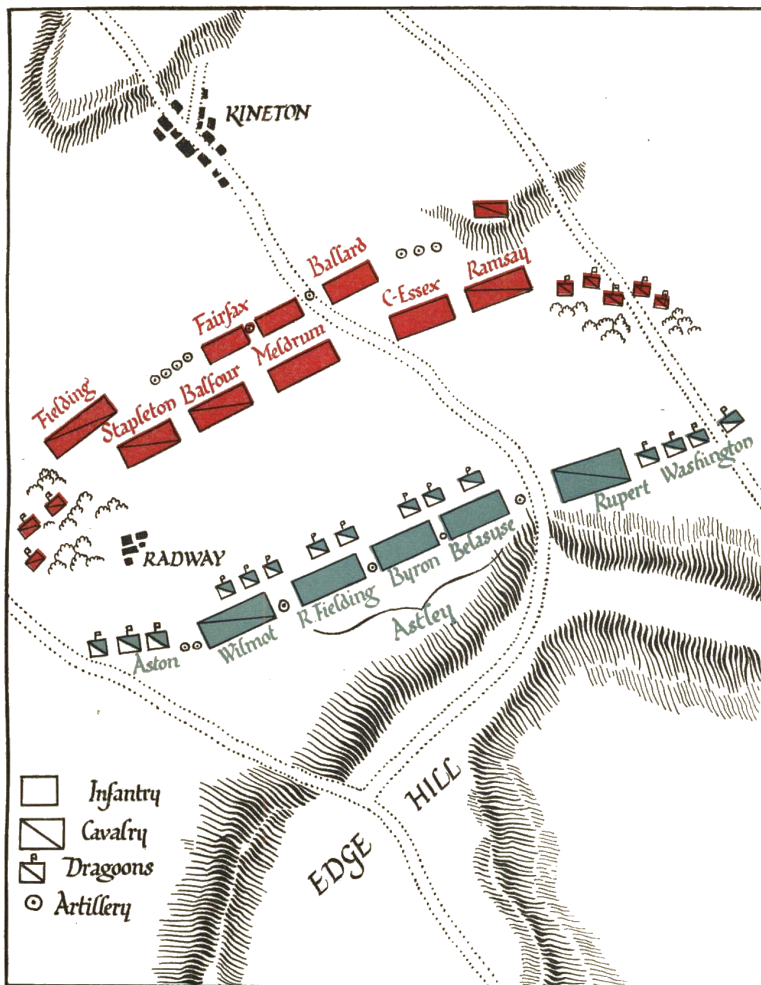 KINETON
Ballard
Ramsay
Fairfax
C-Essex
Meldrum
Balfour
Fielding
Stapleton
RADWAY
Rupert
Washington
Belasuse
Byron
R Fielding
Astley
Wilmot
Aston
EDGE HILL
Infantry
Cavalry
Dragoons
Artillery